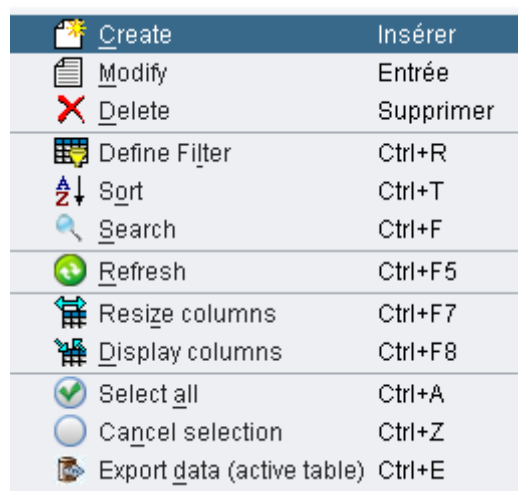 Create Insérer
Modify Entrée
Delete Supprimer
Define Filter Ctrl+R
Sort Ctrl+T
Search Ctrl+F
Refresh Ctrl+F5
Resize columns Ctrl+F7
Display columns Ctrl+F8
Select all Ctrl+A
Cancel selection Ctrl+Z
Export data (active table) Ctrl+E